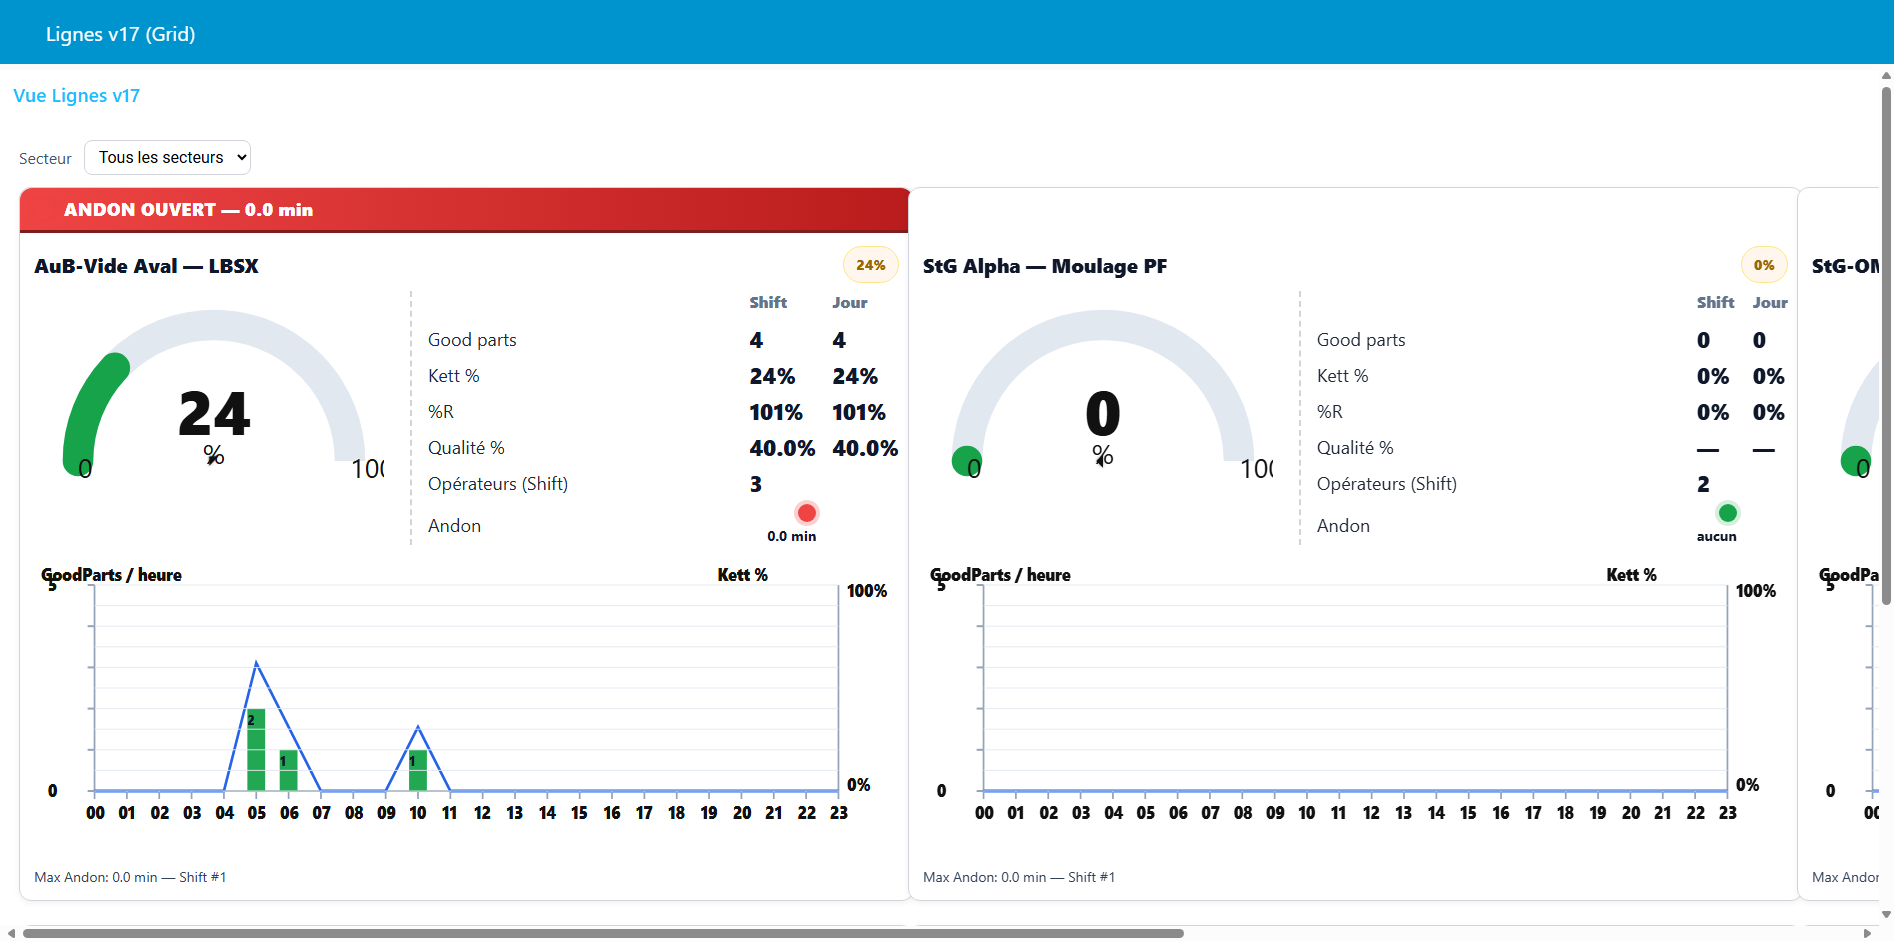 Lignes v17 (Grid)
Vue Lignes v17
Secteur Tous les secteurs
ANDON OUVERT — 0.0 min
AuB-Vide Aval — LBSX 24%
24
%
0 100
Shift Jour
Good parts 4 4
Kett % 24% 24%
%R 101% 101%
Qualité % 40.0% 40.0%
Opérateurs (Shift) 3
Andon
0.0 min
GoodParts / heure Kett %
5 100%
2
1
1
0 0%
00 01 02 03 04 05 06 07 08 09 10 11 12 13 14 15 16 17 18 19 20 21 22 23
Max Andon: 0.0 min — Shift #1
StG Alpha — Moulage PF 0%
0
%
0 100
Shift Jour
Good parts 0 0
Kett % 0% 0%
%R 0% 0%
Qualité % — —
Opérateurs (Shift) 2
Andon
aucun
GoodParts / heure Kett %
5 100%
0 0%
00 01 02 03 04 05 06 07 08 09 10 11 12 13 14 15 16 17 18 19 20 21 22 23
Max Andon: 0.0 min — Shift #1
0
5
0
00